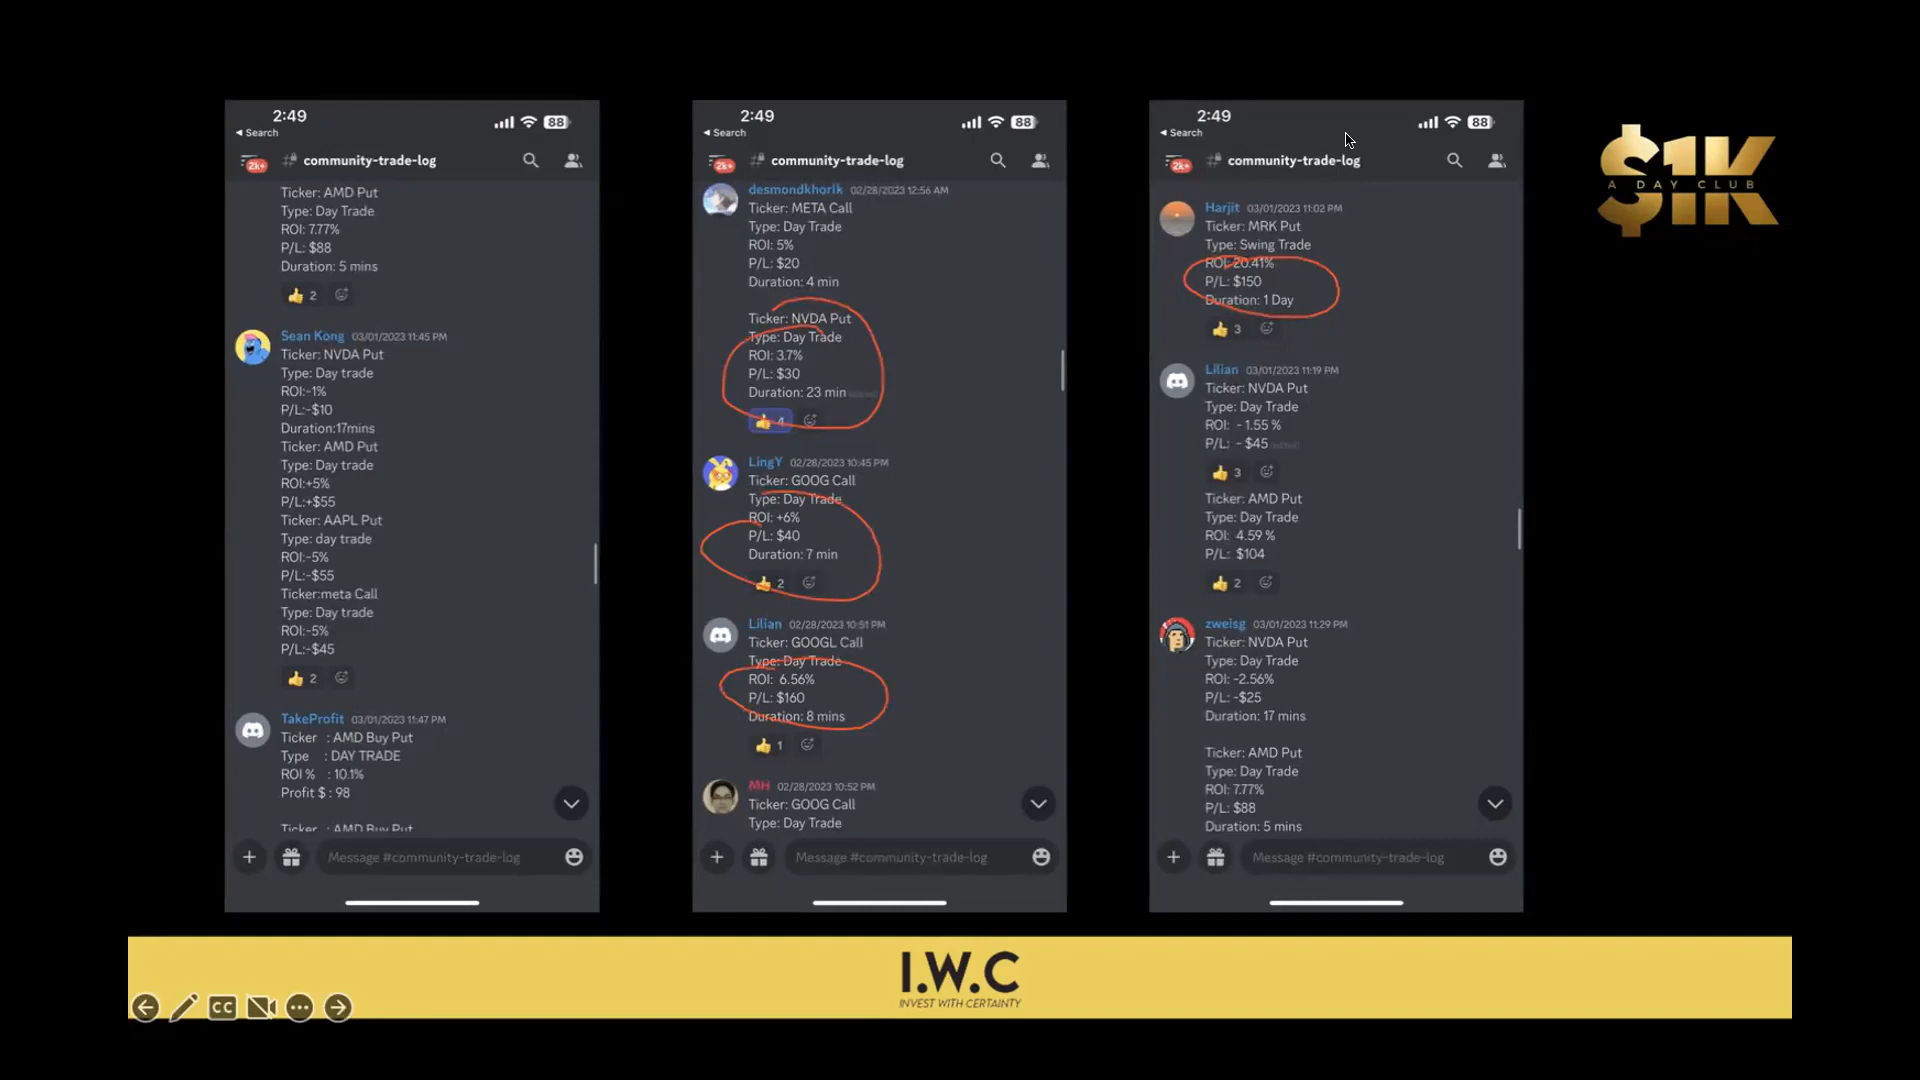 2:49
88
Search
2k+
community-trade-log
Ticker: AMD Put
Type: Day Trade
ROI: 7.77%
P/L: $88
Duration: 5 mins
2
Sean Kong 03/01/2023 11:45 PM
Ticker: NVDA Put
Type: Day trade
ROI:-1%
P/L:-$10
Duration:17mins
Ticker: AMD Put
Type: Day trade
ROI:+5%
P/L:+$55
Ticker: AAPL Put
Type: day trade
ROI:-5%
P/L:-$55
Ticker:meta Call
Type: Day trade
ROI:-5%
P/L:-$45
2
TakeProfit 03/01/2023 11:47 PM
Ticker : AMD Buy Put
Type : DAY TRADE
ROI % : 10.1%
Profit $ : 98
Ticker : AMD Buy Put
Message #community-trade-log
2:49
88
Search
2k+
community-trade-log
desmondkhorlk 02/28/2023 12:56 AM
Ticker: META Call
Type: Day Trade
ROI: 5%
P/L: $20
Duration: 4 min
Ticker: NVDA Put
Type: Day Trade
ROI: 3.7%
P/L: $30
Duration: 23 min
4
LingY 02/28/2023 10:45 PM
Ticker: GOOG Call
Type: Day Trade
ROI: +6%
P/L: $40
Duration: 7 min
2
Lilian 02/28/2023 10:51 PM
Ticker: GOOGL Call
Type: Day Trade
ROI: 6.56%
P/L: $160
Duration: 8 mins
1
MH 02/28/2023 10:52 PM
Ticker: GOOG Call
Type: Day Trade
Message #community-trade-log
2:49
88
Search
2k+
community-trade-log
Harjit 03/01/2023 11:02 PM
Ticker: MRK Put
Type: Swing Trade
ROI: 20.41%
P/L: $150
Duration: 1 Day
3
Lilian 03/01/2023 11:19 PM
Ticker: NVDA Put
Type: Day Trade
ROI: - 1.55 %
P/L: - $45
3
Ticker: AMD Put
Type: Day Trade
ROI: 4.59 %
P/L: $104
2
zweisg 03/01/2023 11:29 PM
Ticker: NVDA Put
Type: Day Trade
ROI: -2.56%
P/L: -$25
Duration: 17 mins
Ticker: AMD Put
Type: Day Trade
ROI: 7.77%
P/L: $88
Duration: 5 mins
Message #community-trade-log
$1K
A DAY CLUB
I.W.C
INVEST WITH CERTAINTY
CC